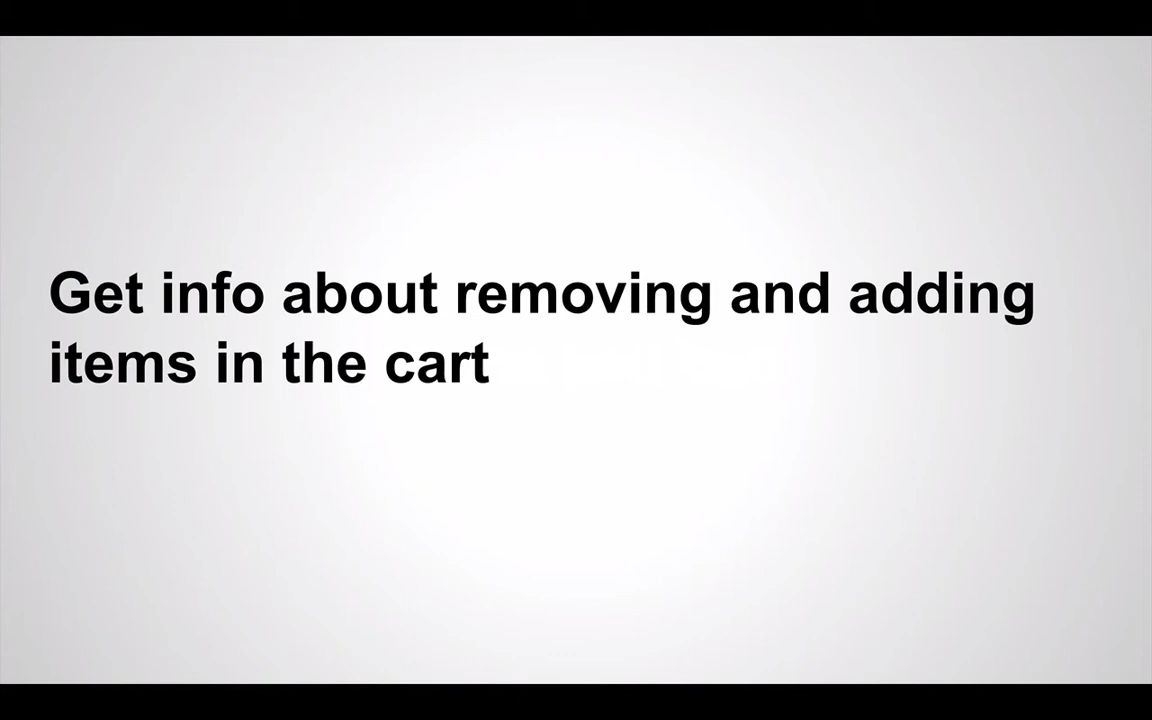 Get info about removing and adding
items in the cart